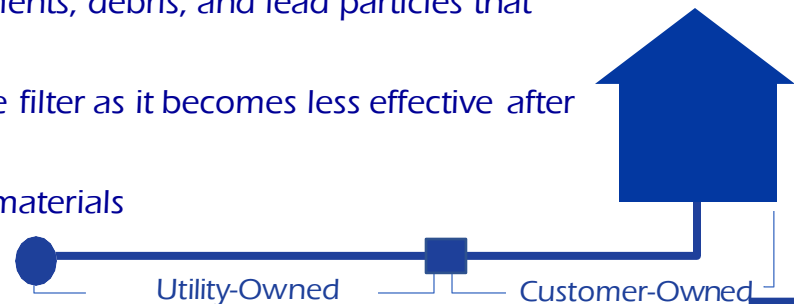 ents, debris, and lead particles that
e filter as it becomes less effective after
materials
Utility-Owned
Customer-Owned